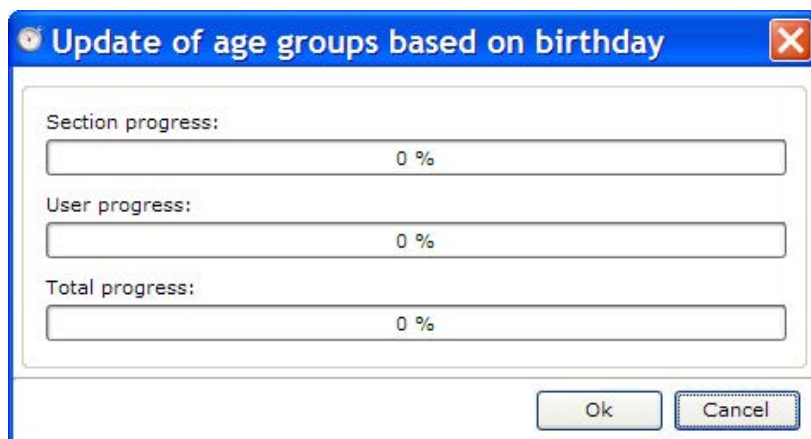 Update of age groups based on birthday
Section progress:
0 %
User progress:
0 %
Total progress:
0 %
Ok Cancel